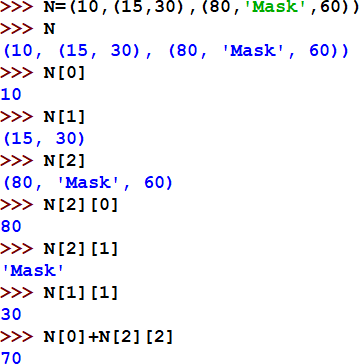 >>> N=(10,(15,30),(80,'Mask',60))
>>> N
(10, (15, 30), (80, 'Mask', 60))
>>> N[0]
10
>>> N[1]
(15, 30)
>>> N[2]
(80, 'Mask', 60)
>>> N[2][0]
80
>>> N[2][1]
'Mask'
>>> N[1][1]
30
>>> N[0]+N[2][2]
70